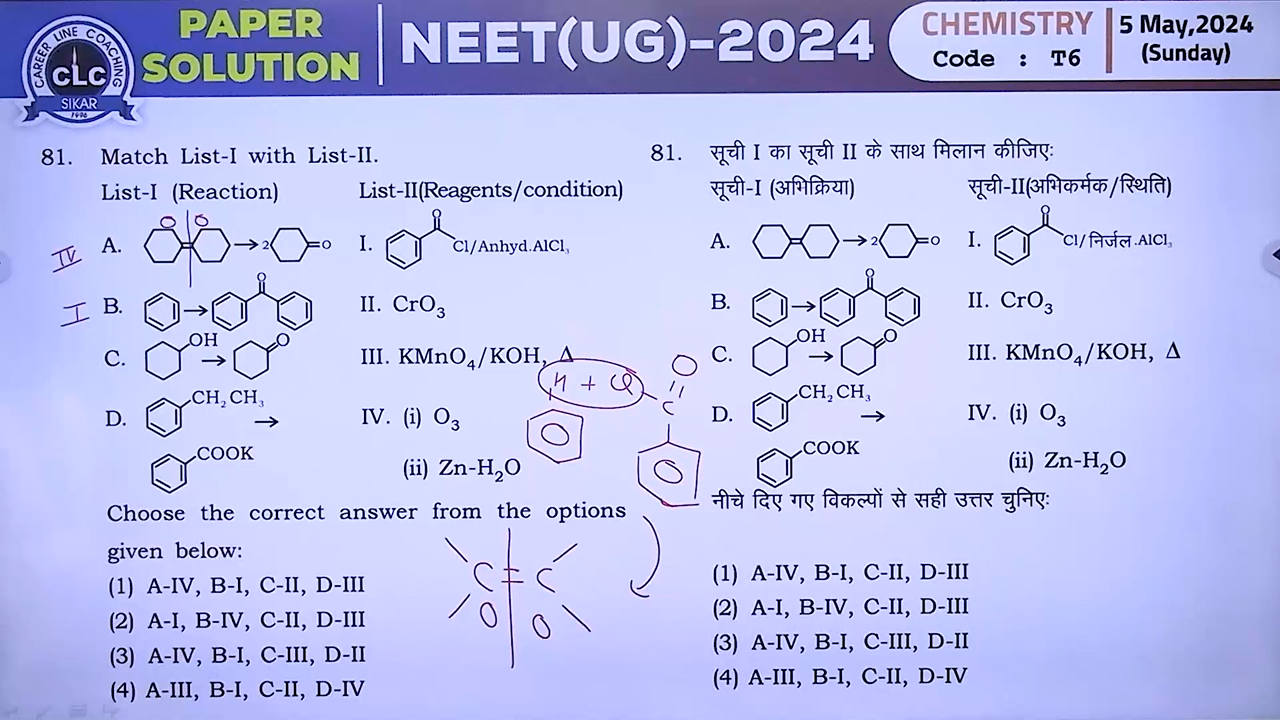 CAREER LINE COACHING
CLC
SIKAR
1996
PAPER
SOLUTION
NEET(UG)-2024
CHEMISTRY
Code : T6
5 May,2024
(Sunday)
81. Match List-I with List-II.
List-I (Reaction) List-II(Reagents/condition)
IV A. O O → 2 =O I. O Cl/Anhyd.AlCl₃
I B. → O II. CrO₃
C. OH → O III. KMnO₄/KOH, Δ
D. CH₂CH₃ → IV. (i) O₃
COOK (ii) Zn-H₂O
H + Cl C O
Choose the correct answer from the options
given below:
(1) A-IV, B-I, C-II, D-III
(2) A-I, B-IV, C-II, D-III
(3) A-IV, B-I, C-III, D-II
(4) A-III, B-I, C-II, D-IV
C = C
O O
81. सूची I का सूची II के साथ मिलान कीजिएः
सूची-I (अभिक्रिया) सूची-II(अभिकर्मक/स्थिति)
A. → 2 =O I. O Cl/निर्जल.AlCl₃
B. → O II. CrO₃
C. OH → O III. KMnO₄/KOH, Δ
D. CH₂CH₃ → IV. (i) O₃
COOK (ii) Zn-H₂O
नीचे दिए गए विकल्पों से सही उत्तर चुनिएः
(1) A-IV, B-I, C-II, D-III
(2) A-I, B-IV, C-II, D-III
(3) A-IV, B-I, C-III, D-II
(4) A-III, B-I, C-II, D-IV